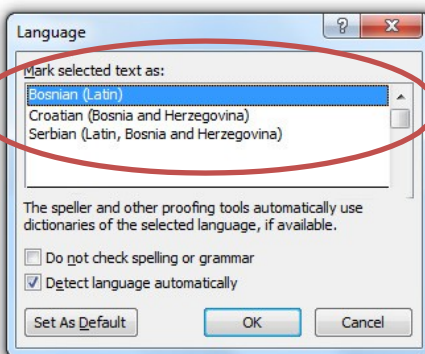 Language
Mark selected text as:
Bosnian (Latin)
Croatian (Bosnia and Herzegovina)
Serbian (Latin, Bosnia and Herzegovina)
The speller and other proofing tools automatically use
dictionaries of the selected language, if available.
Do not check spelling or grammar
Detect language automatically
Set As Default OK Cancel